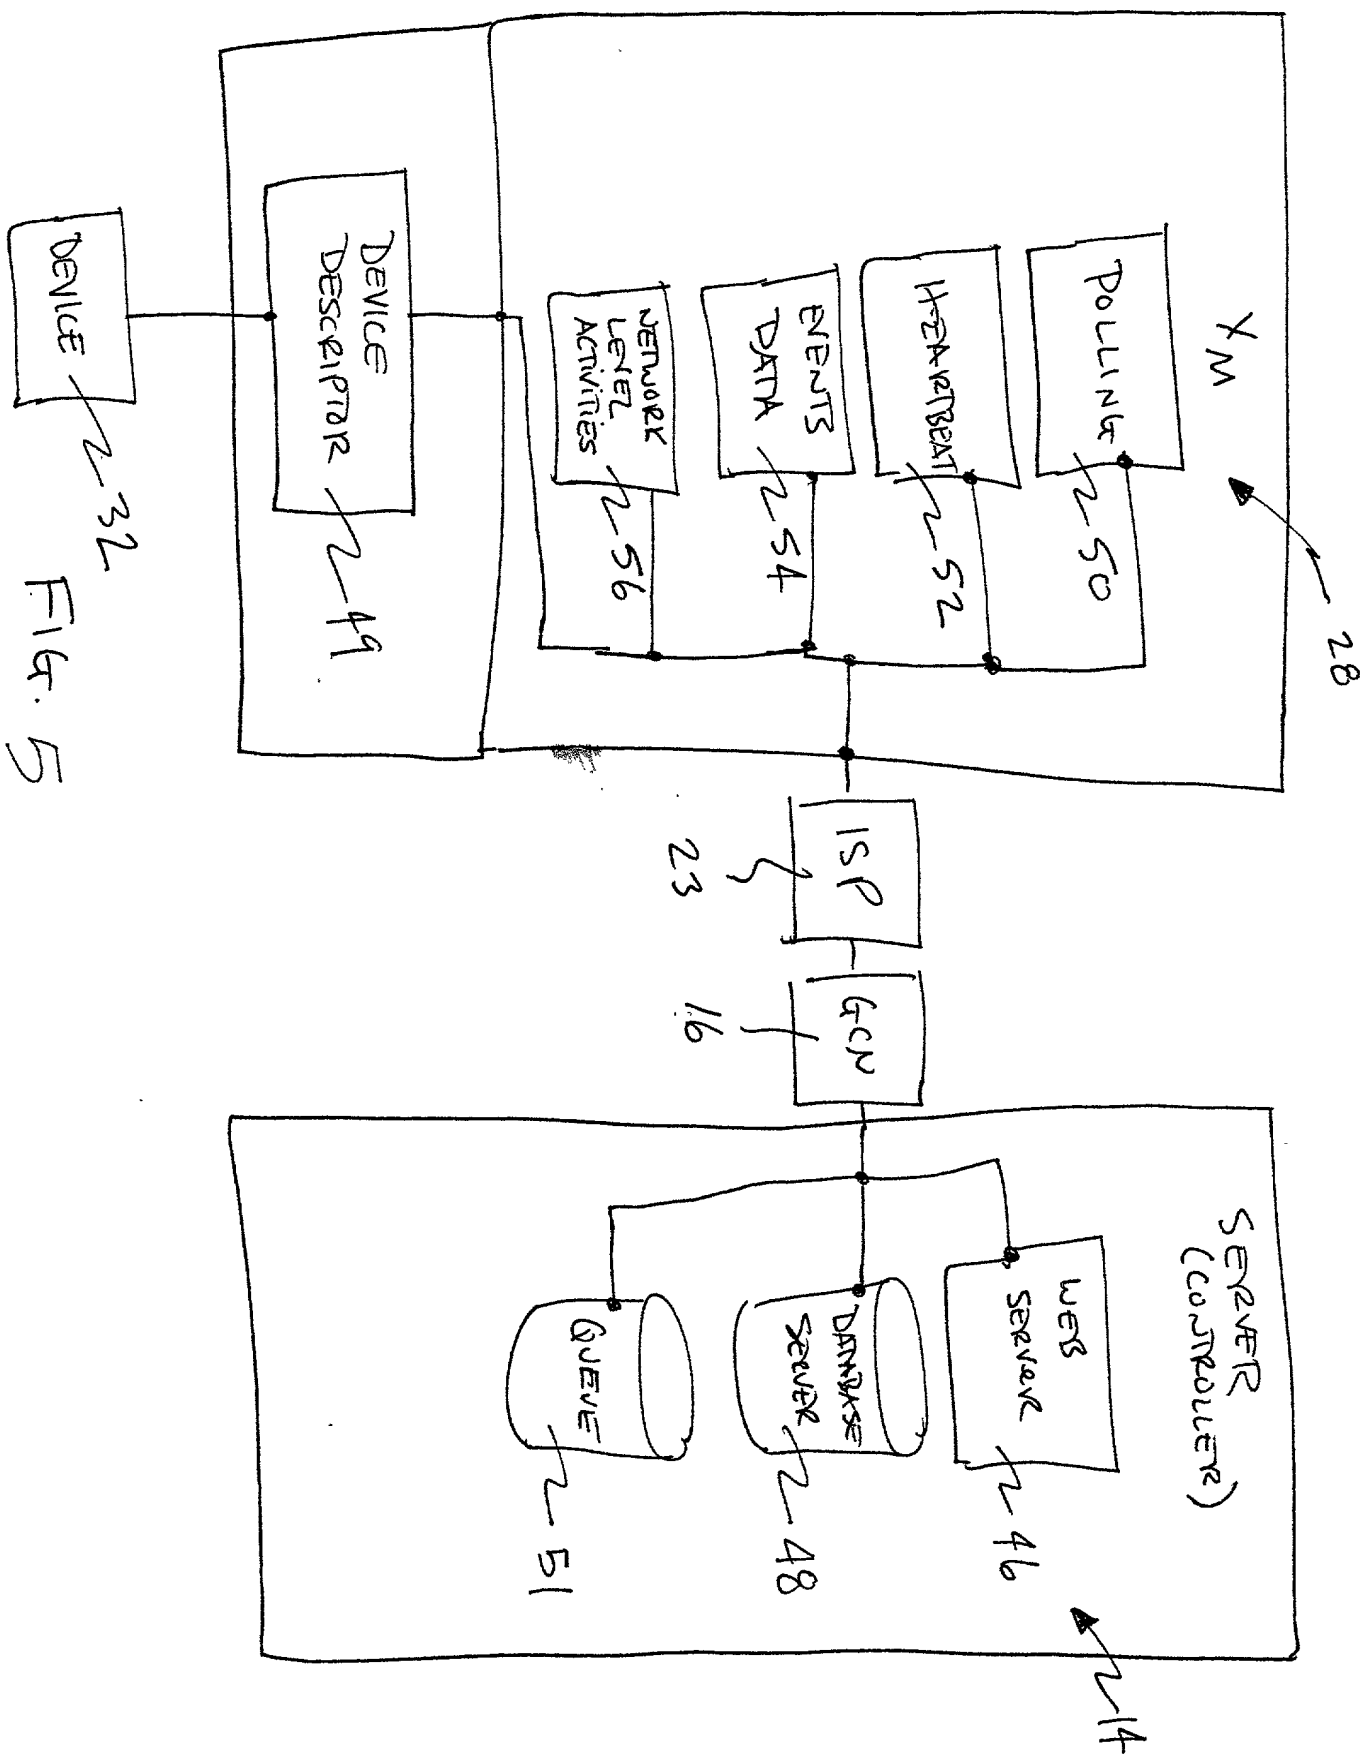 28
XM
POLLING
50
HEARTBEAT
52
EVENTS
DATA
54
NETWORK
LEVEL
ACTIVITIES
56
DEVICE
DESCRIPTOR
49
DEVICE
32
ISP
23
GCN
16
SERVER
(CONTROLLER)
WEB
SERVER
46
DATABASE
SERVER
48
QUEUE
51
14
FIG. 5